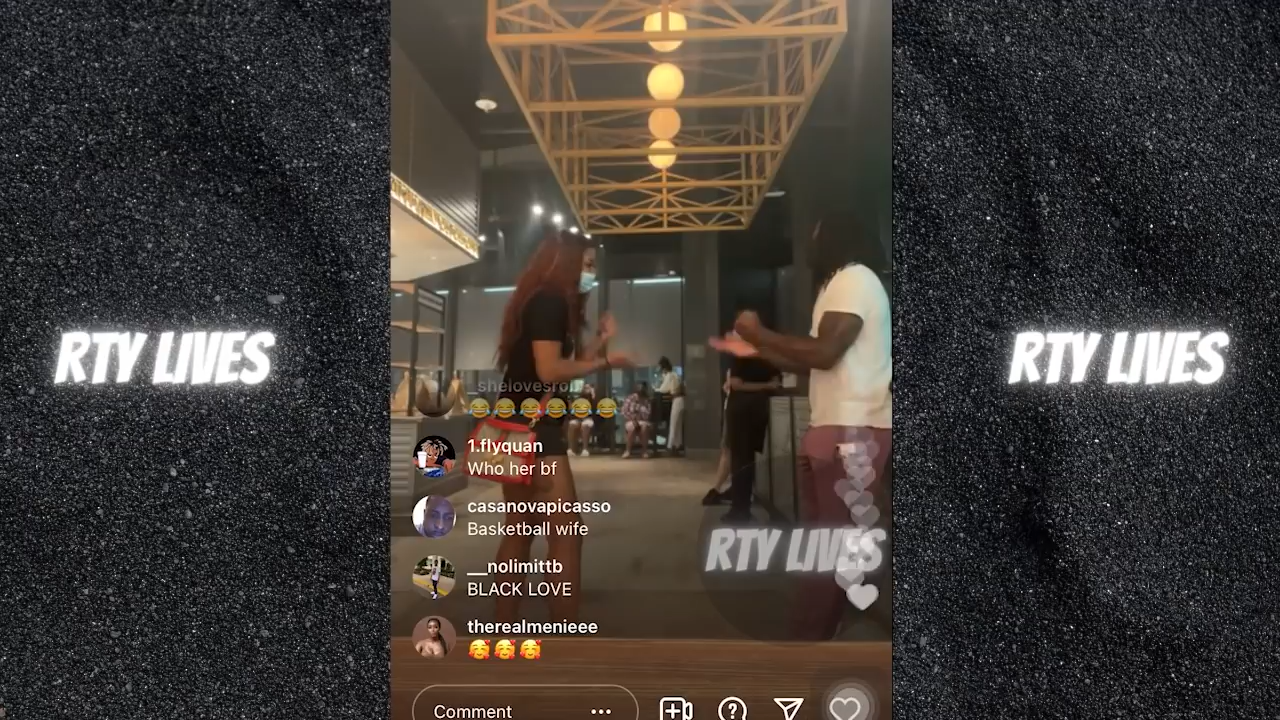 RTY LIVES
_shelovesrob
😂😂😂😂😂😂
1.flyquan
Who her bf
casanovapicasso
Basketball wife
__nolimittb
BLACK LOVE
therealmenieee
🥰🥰🥰
RTY LIVES
Comment
RTY LIVES